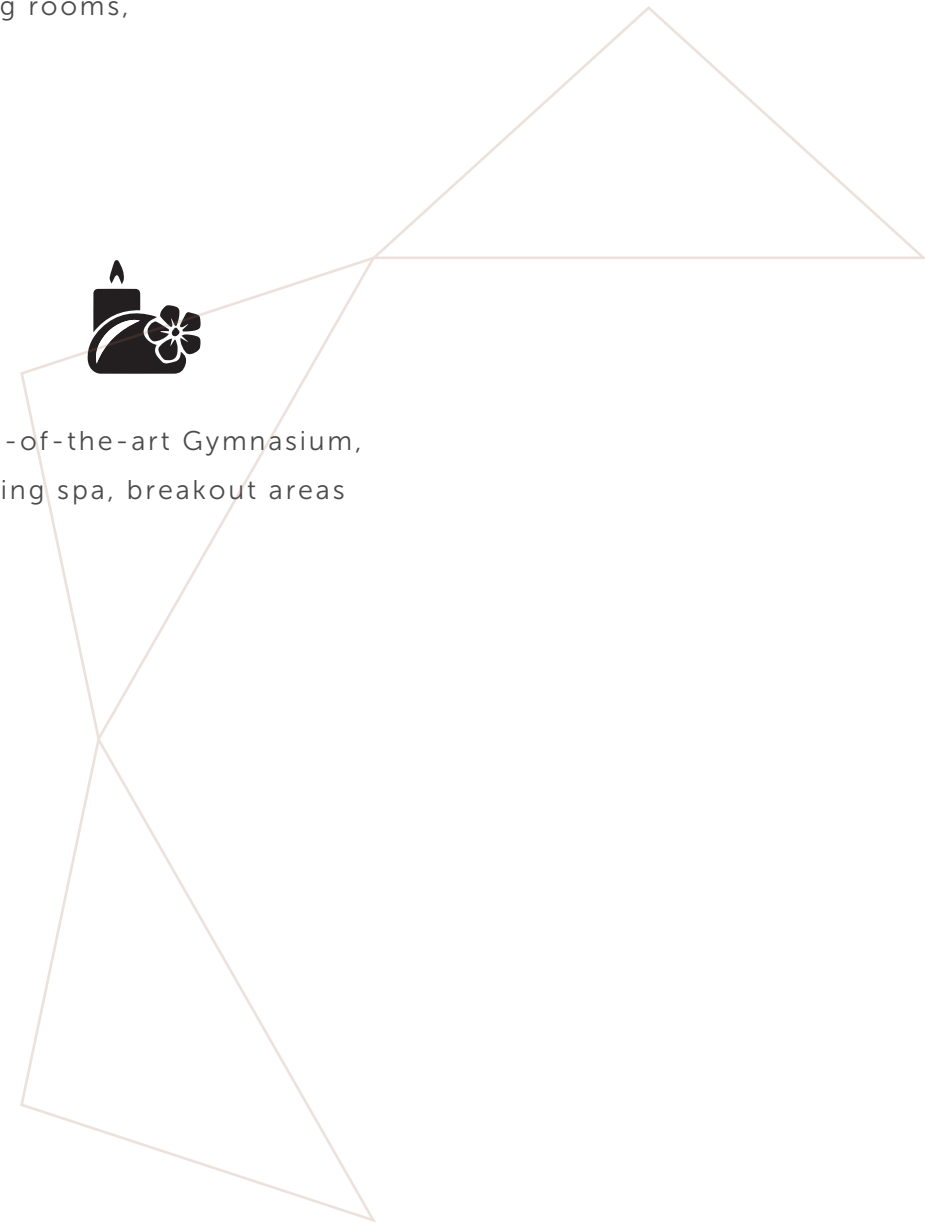 g rooms,
-of-the-art Gymnasium,
ing spa, breakout areas